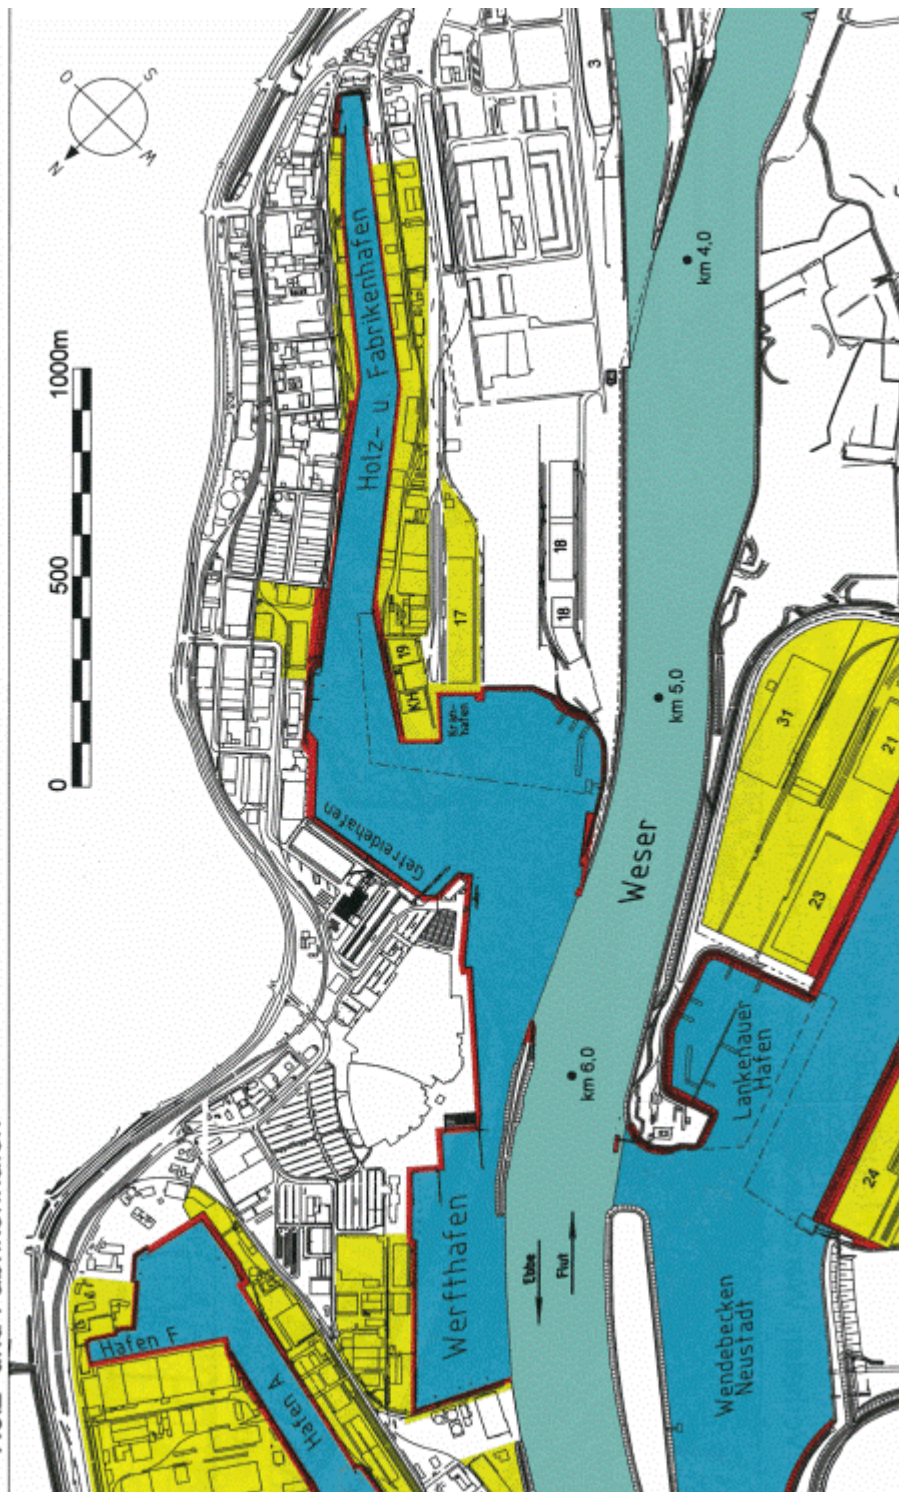 O
S
N
W
0
500
1000m
3
km 4,0
Holz- u Fabrikenhafen
18
18
17
19
KH
Kran-
hafen
km 5,0
31
21
23
Getreidehafen
Weser
Lankenauer
Hafen
km 6,0
24
Werfthafen
Ebbe
Flut
Wendebecken
Neustadt
Hafen F
Hafen A